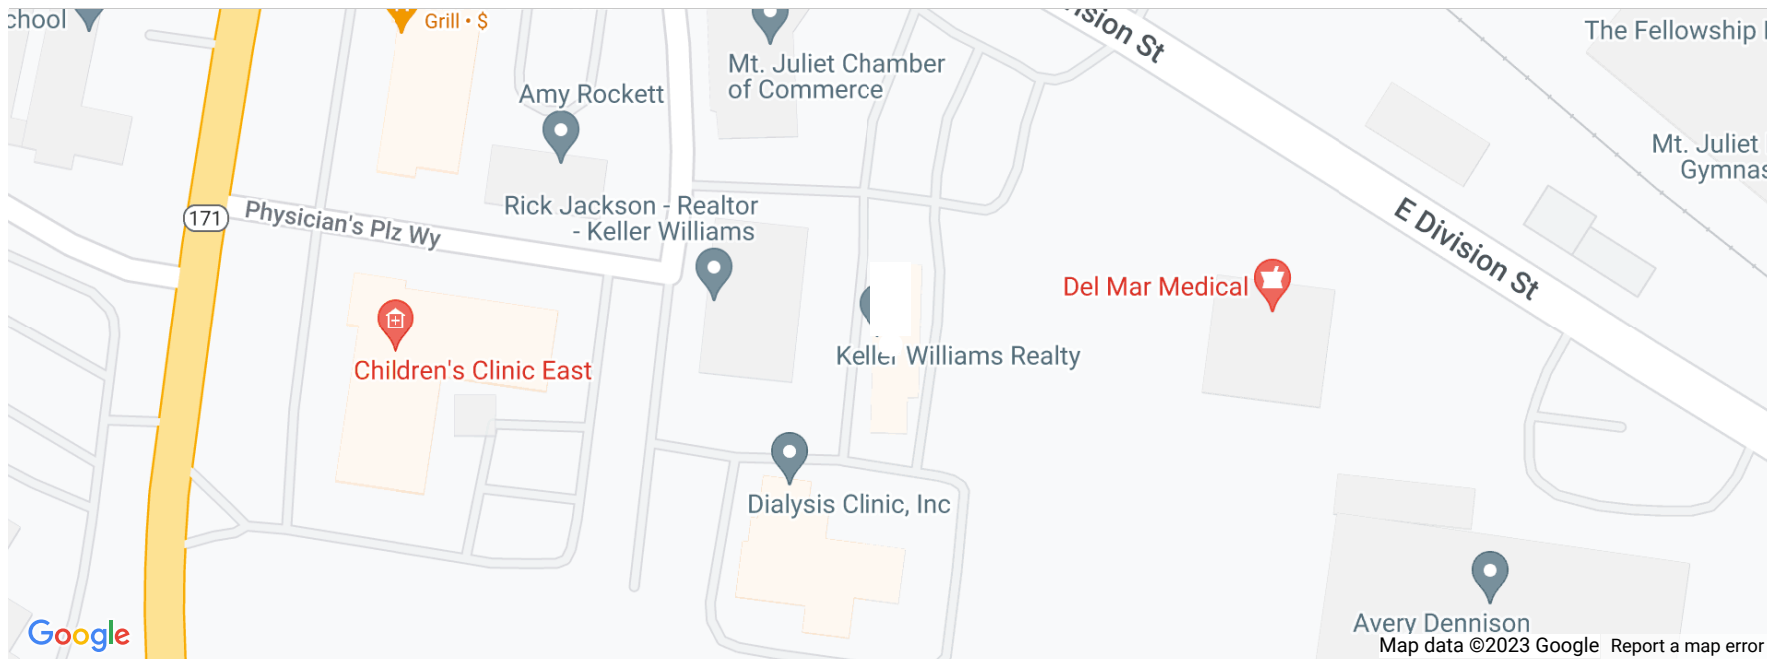 chool
Grill • $
ision St
The Fellowship
Mt. Juliet Chamber
of Commerce
Amy Rockett
Mt. Juliet
Gymnas
Rick Jackson - Realtor
- Keller Williams
171
Physician's Plz Wy
E Division St
Del Mar Medical
Keller Williams Realty
Children's Clinic East
Dialysis Clinic, Inc
Avery Dennison
Google
Map data ©2023 Google Report a map error